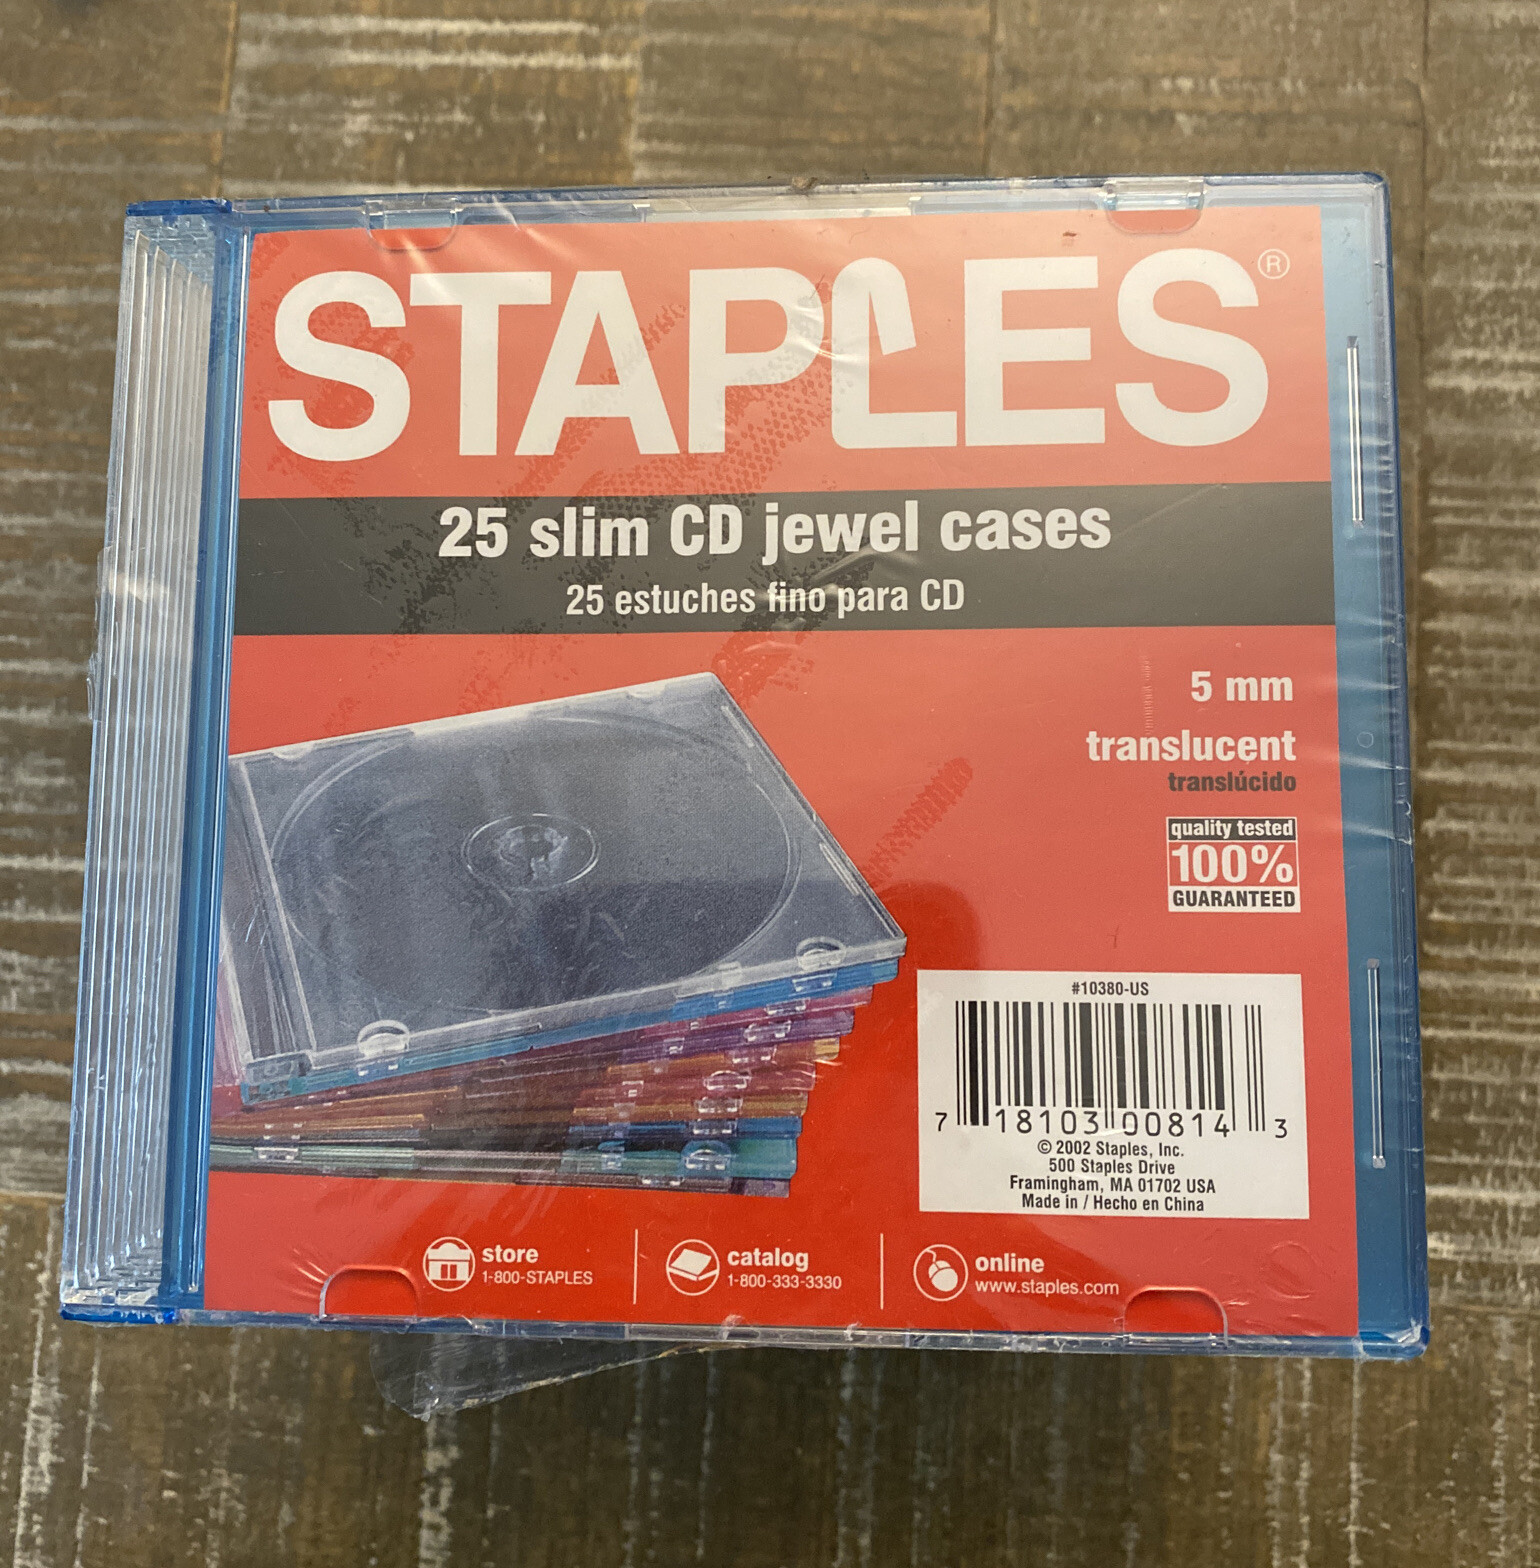 STAPLES®
25 slim CD jewel cases
25 estuches fino para CD
5 mm
translucent
translúcido
quality tested
100%
GUARANTEED
#10380-US
7 18103 00814 3
© 2002 Staples, Inc.
500 Staples Drive
Framingham, MA 01702 USA
Made in / Hecho en China
store
1-800-STAPLES
catalog
1-800-333-3330
online
www.staples.com